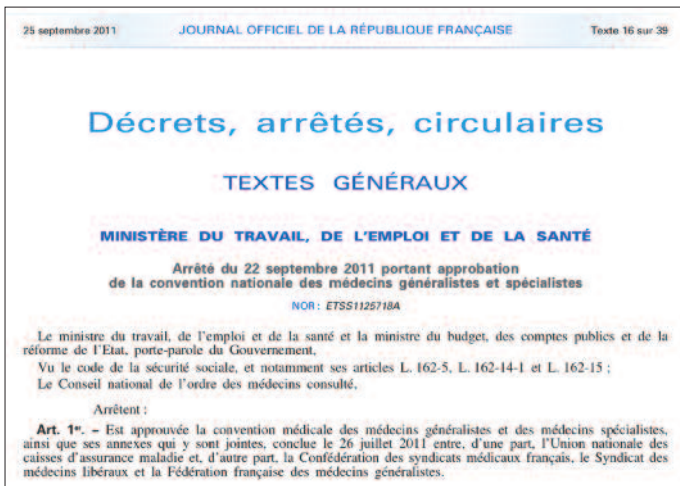 25 septembre 2011 JOURNAL OFFICIEL DE LA RÉPUBLIQUE FRANÇAISE Texte 16 sur 39
Décrets, arrêtés, circulaires
TEXTES GÉNÉRAUX
MINISTÈRE DU TRAVAIL, DE L'EMPLOI ET DE LA SANTÉ
Arrêté du 22 septembre 2011 portant approbation
de la convention nationale des médecins généralistes et spécialistes
NOR : ETSS1125718A
Le ministre du travail, de l'emploi et de la santé et la ministre du budget, des comptes publics et de la
réforme de l'Etat, porte-parole du Gouvernement,
Vu le code de la sécurité sociale, et notamment ses articles L. 162-5, L. 162-14-1 et L. 162-15 ;
Le Conseil national de l'ordre des médecins consulté,
Arrêtent :
Art. 1er. – Est approuvée la convention médicale des médecins généralistes et des médecins spécialistes,
ainsi que ses annexes qui y sont jointes, conclue le 26 juillet 2011 entre, d'une part, l'Union nationale des
caisses d'assurance maladie et, d'autre part, la Confédération des syndicats médicaux français, le Syndicat des
médecins libéraux et la Fédération française des médecins généralistes.